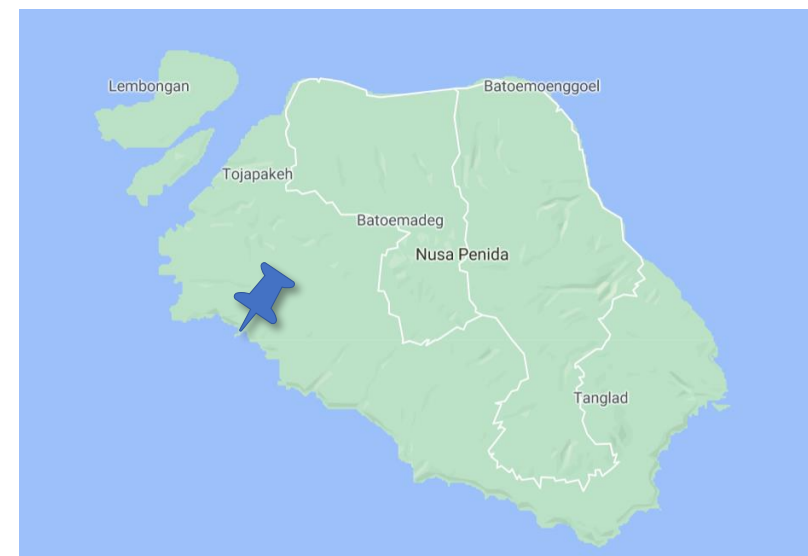 Lembongan
Batoemoenggoel
Tojapakeh
Batoemadeg
Nusa Penida
Tanglad